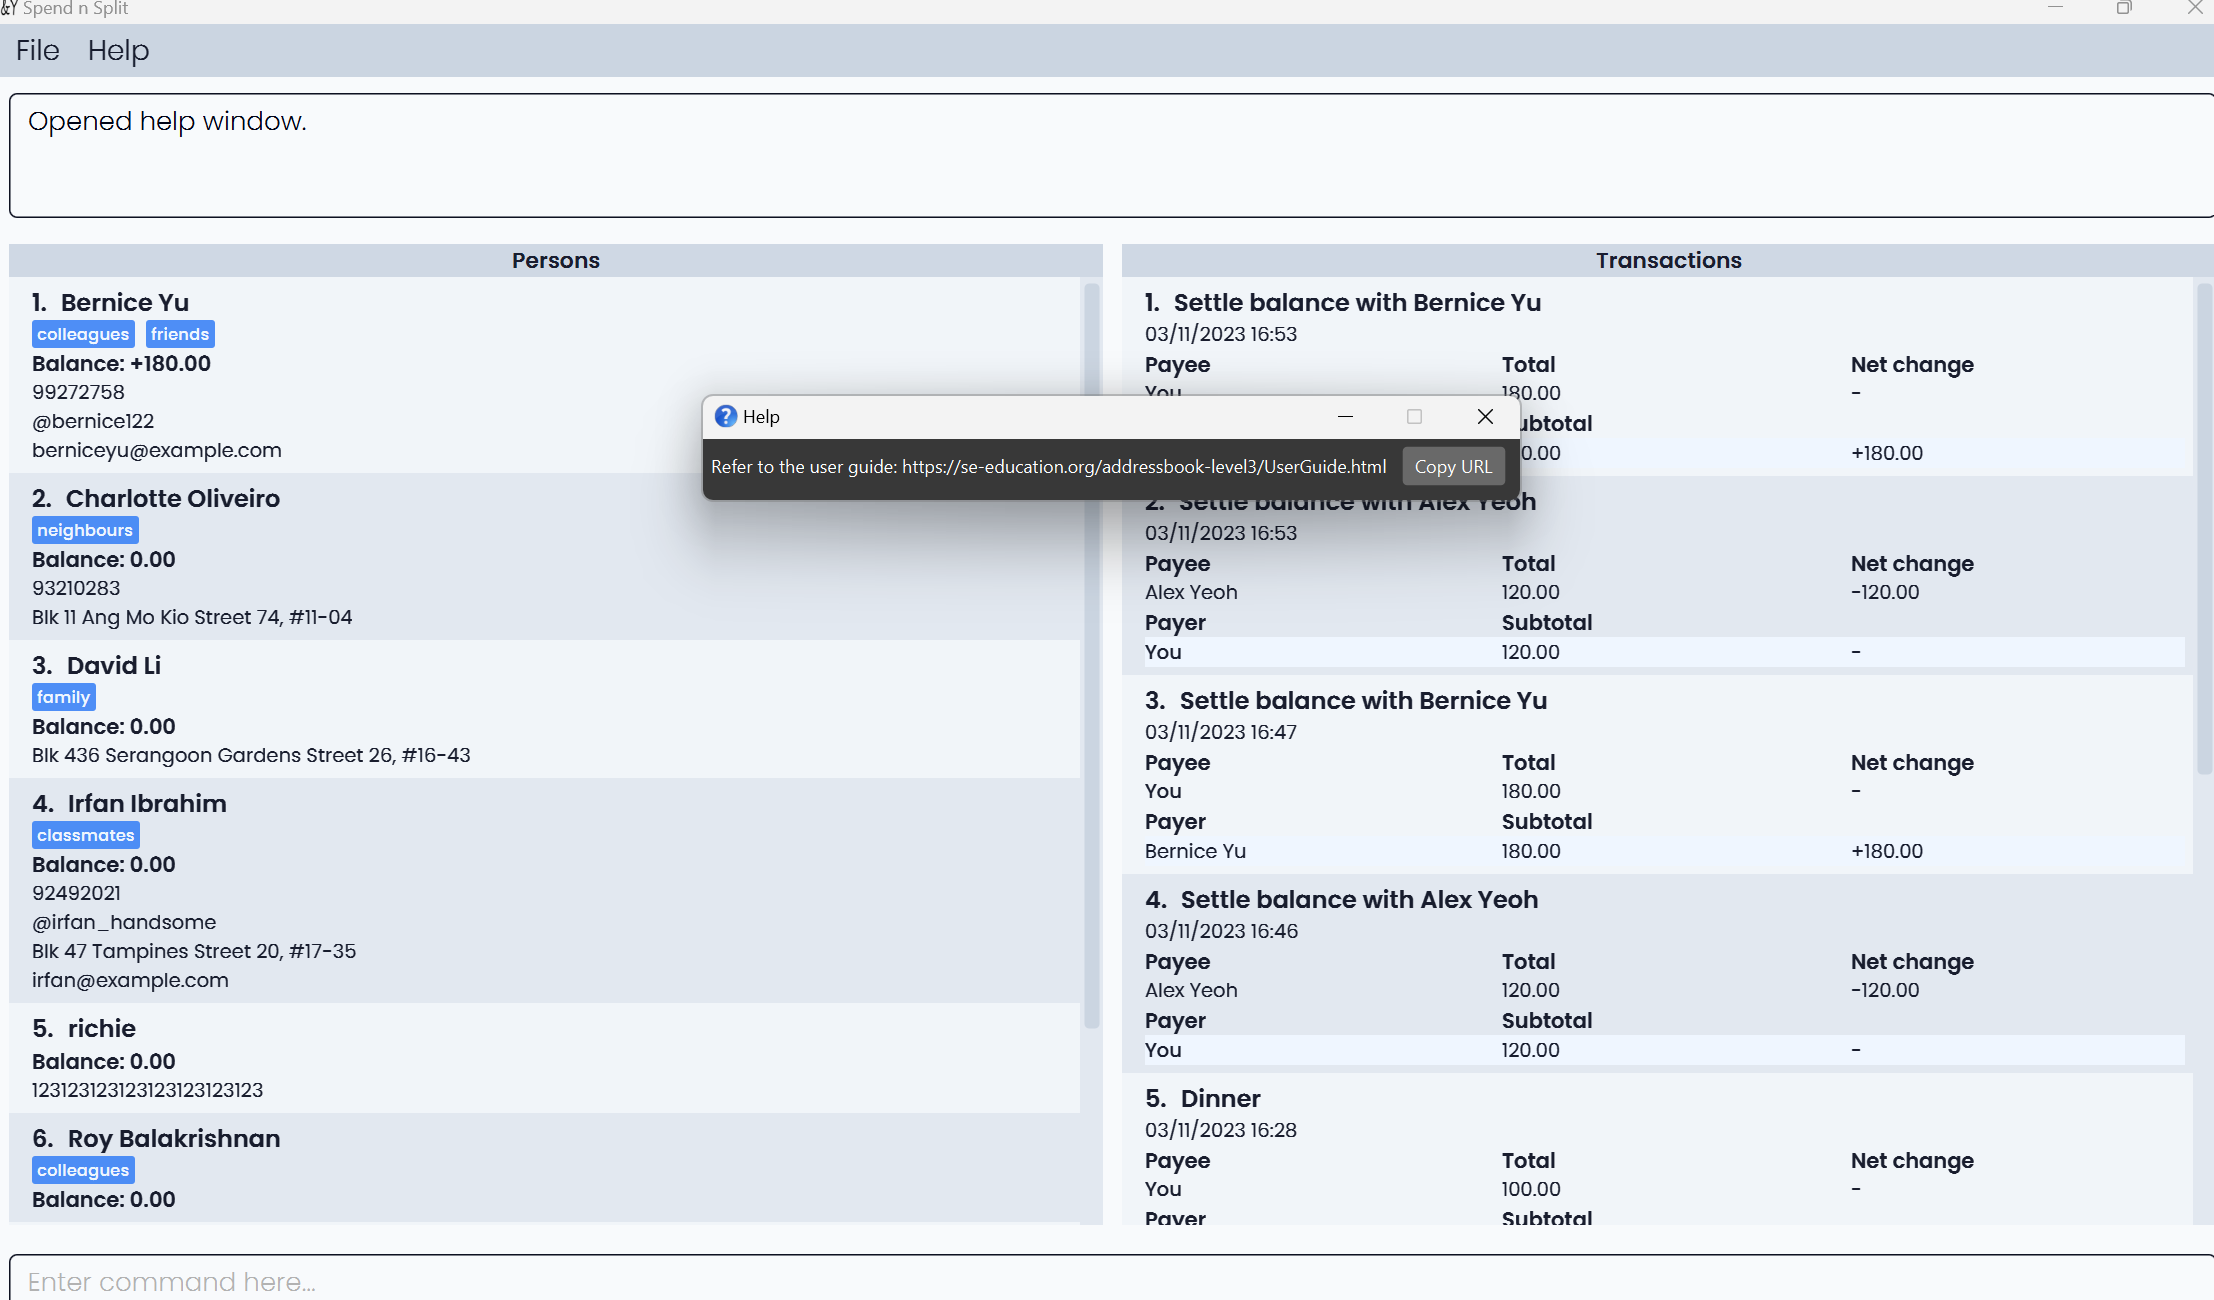 Spend n Split
File Help
Opened help window.
Persons
1. Bernice Yu
colleagues friends
Balance: +180.00
99272758
@bernice122
berniceyu@example.com
2. Charlotte Oliveiro
neighbours
Balance: 0.00
93210283
Blk 11 Ang Mo Kio Street 74, #11-04
3. David Li
family
Balance: 0.00
Blk 436 Serangoon Gardens Street 26, #16-43
4. Irfan Ibrahim
classmates
Balance: 0.00
92492021
@irfan_handsome
Blk 47 Tampines Street 20, #17-35
irfan@example.com
5. richie
Balance: 0.00
123123123123123123123123
6. Roy Balakrishnan
colleagues
Balance: 0.00
Help
Refer to the user guide: https://se-education.org/addressbook-level3/UserGuide.html Copy URL
Transactions
1. Settle balance with Bernice Yu
03/11/2023 16:53
Payee Total Net change
You 180.00 -
ubtotal
0.00 +180.00
2. Settle balance with Alex Yeoh
03/11/2023 16:53
Payee Total Net change
Alex Yeoh 120.00 -120.00
Payer Subtotal
You 120.00 -
3. Settle balance with Bernice Yu
03/11/2023 16:47
Payee Total Net change
You 180.00 -
Payer Subtotal
Bernice Yu 180.00 +180.00
4. Settle balance with Alex Yeoh
03/11/2023 16:46
Payee Total Net change
Alex Yeoh 120.00 -120.00
Payer Subtotal
You 120.00 -
5. Dinner
03/11/2023 16:28
Payee Total Net change
You 100.00 -
Payer Subtotal
Enter command here...